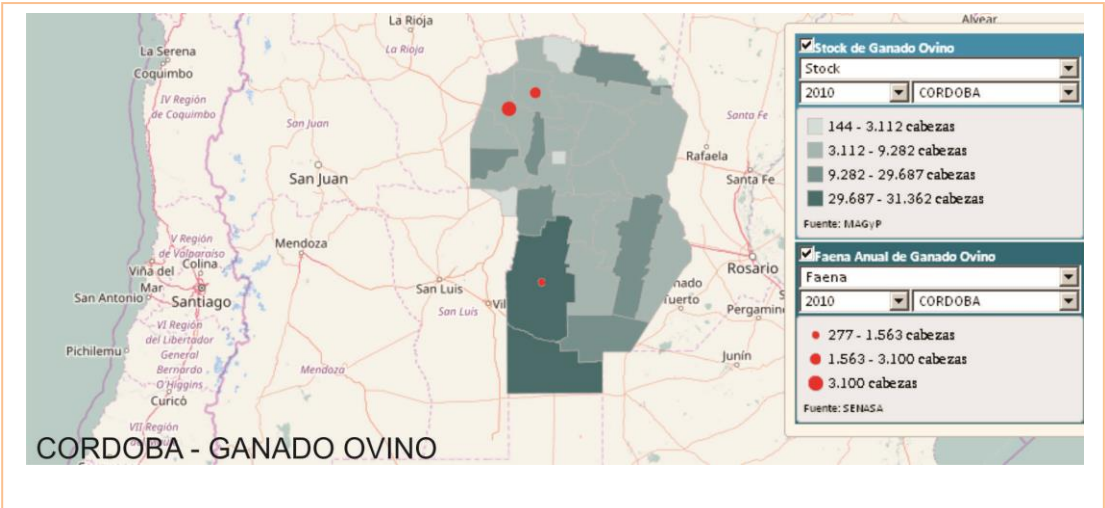 La Rioja
Alvear
La Serena
La Rioja
Coquimbo
IV Región
de Coquimbo
San Juan
Santa Fe
San Juan
Rafaela
Santa Fe
V Región
de Valparaíso
Mendoza
Viña del
Mar
Colina
San Antonio
Santiago
San Luis
San Luis
Vil
Rosario
nado
Tuerto
Pergamin
VI Región
del Libertador
General
Bernardo
O'Higgins
Pichilemu
Mendoza
Junín
Curicó
VII Región
CORDOBA - GANADO OVINO
Stock de Ganado Ovino
Stock
2010 CORDOBA
144 - 3.112 cabezas
3.112 - 9.282 cabezas
9.282 - 29.687 cabezas
29.687 - 31.362 cabezas
Fuente: MAGyP
Faena Anual de Ganado Ovino
Faena
2010 CORDOBA
277 - 1.563 cabezas
1.563 - 3.100 cabezas
3.100 cabezas
Fuente: SENASA